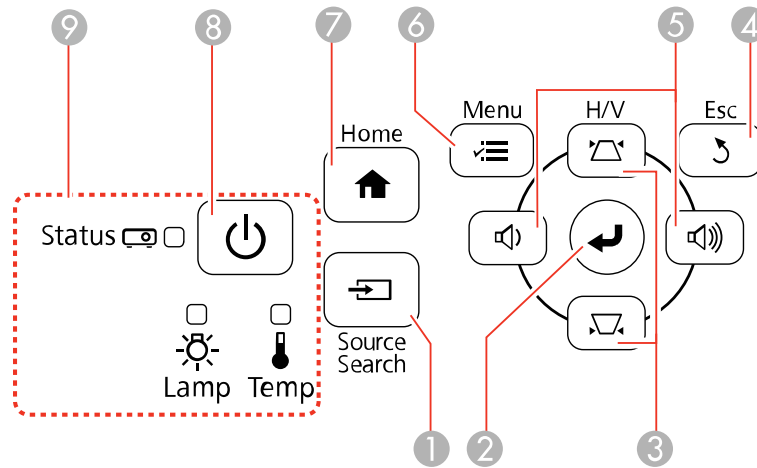 9 8 7 6 5 4
Menu H/V Esc
Home
Status
Source
Search
Lamp Temp
1 2 3